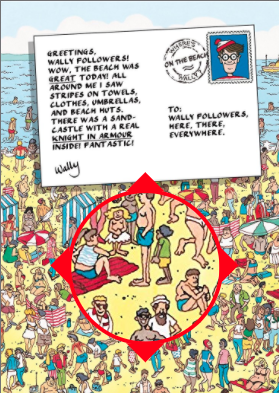 GREETINGS,
WALLY FOLLOWERS!
WOW, THE BEACH WAS
GREAT TODAY! ALL
AROUND ME I SAW
STRIPES ON TOWELS,
CLOTHES, UMBRELLAS,
AND BEACH HUTS.
THERE WAS A SAND-
CASTLE WITH A REAL
KNIGHT IN ARMOUR
INSIDE! FANTASTIC!
Wally
WHERE'S
ON THE BEACH
WALLY?
TO:
WALLY FOLLOWERS,
HERE, THERE,
EVERYWHERE.